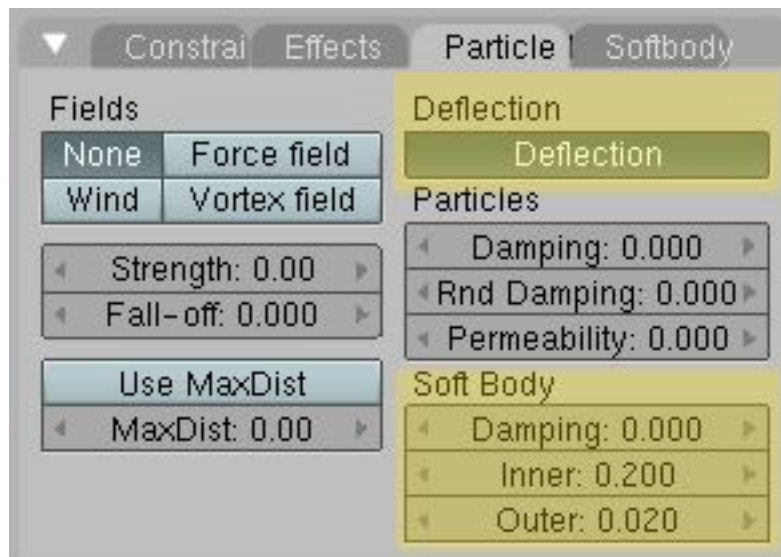 Constrai Effects Particle Softbody
Fields
None Force field
Wind Vortex field
Strength: 0.00
Fall-off: 0.000
Use MaxDist
MaxDist: 0.00
Deflection
Deflection
Particles
Damping: 0.000
Rnd Damping: 0.000
Permeability: 0.000
Soft Body
Damping: 0.000
Inner: 0.200
Outer: 0.020